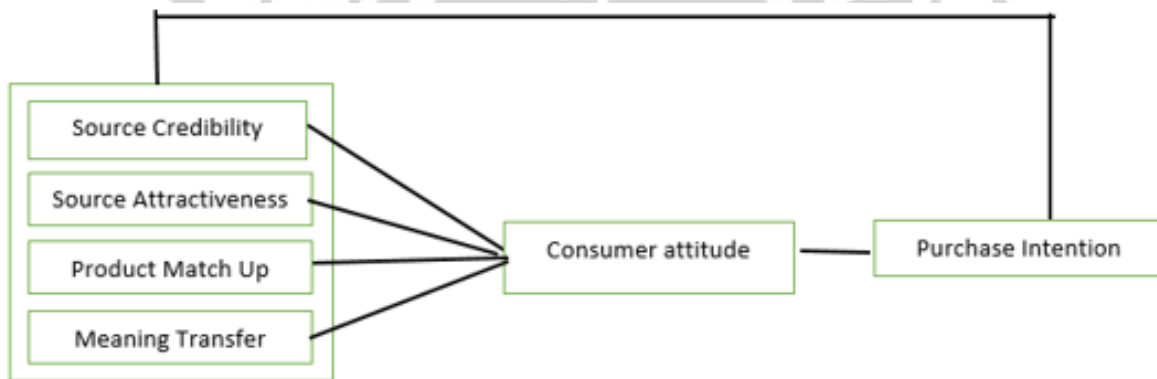 Source Credibility
Source Attractiveness
Product Match Up
Meaning Transfer
Consumer attitude
Purchase Intention